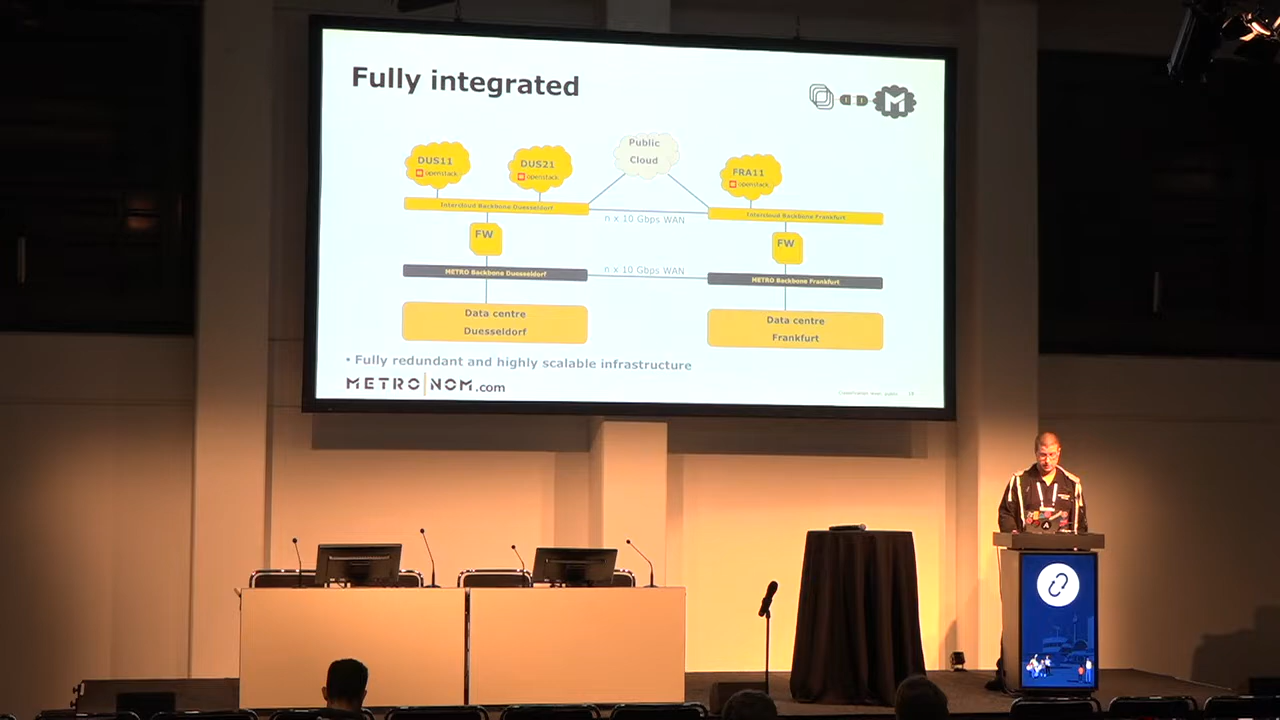 Fully integrated
M
Public
Cloud
DUS11
openstack
DUS21
openstack
FRA11
openstack
Intercloud Backbone Duesseldorf
n x 10 Gbps WAN
Intercloud Backbone Frankfurt
FW
FW
METRO Backbone Duesseldorf
n x 10 Gbps WAN
METRO Backbone Frankfurt
Data centre
Duesseldorf
Data centre
Frankfurt
• Fully redundant and highly scalable infrastructure
METRO|NOM.com